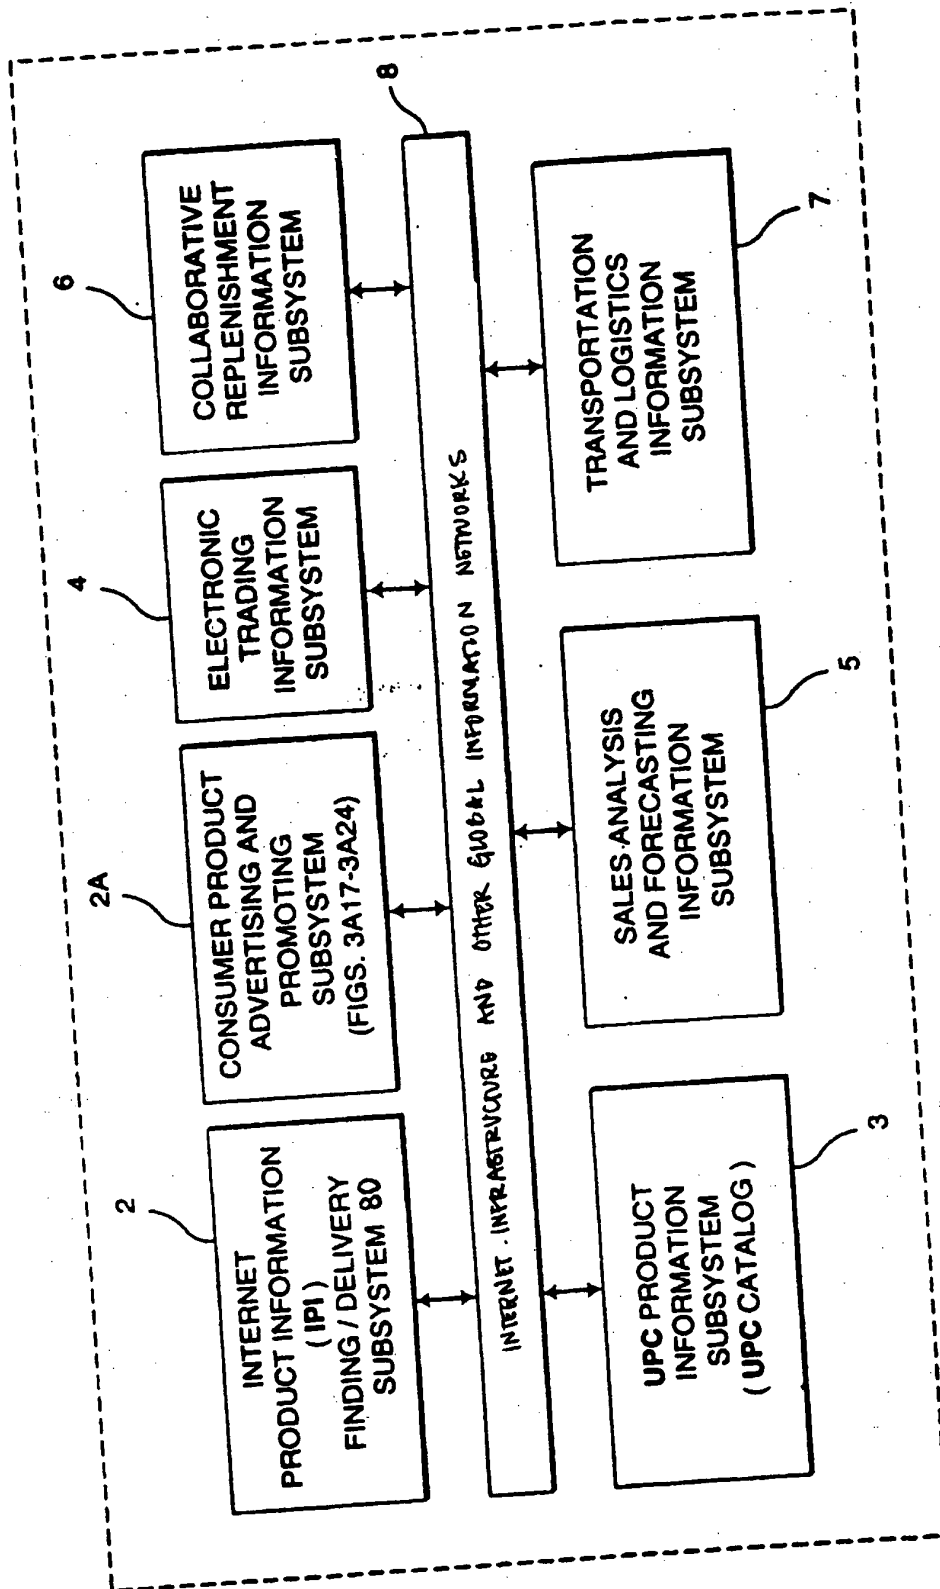 2
INTERNET
PRODUCT INFORMATION
(IPI)
FINDING / DELIVERY
SUBSYSTEM 80
2A
CONSUMER PRODUCT
ADVERTISING AND
PROMOTING
SUBSYSTEM
(FIGS. 3A17-3A24)
4
ELECTRONIC
TRADING
INFORMATION
SUBSYSTEM
6
COLLABORATIVE
REPLENISHMENT
INFORMATION
SUBSYSTEM
8
INTERNET INFRASTRUCTURE AND OTHER GLOBAL INFORMATION NETWORKS
UPC PRODUCT
INFORMATION
SUBSYSTEM
(UPC CATALOG)
3
SALES ANALYSIS
AND FORECASTING
INFORMATION
SUBSYSTEM
5
TRANSPORTATION
AND LOGISTICS
INFORMATION
SUBSYSTEM
7